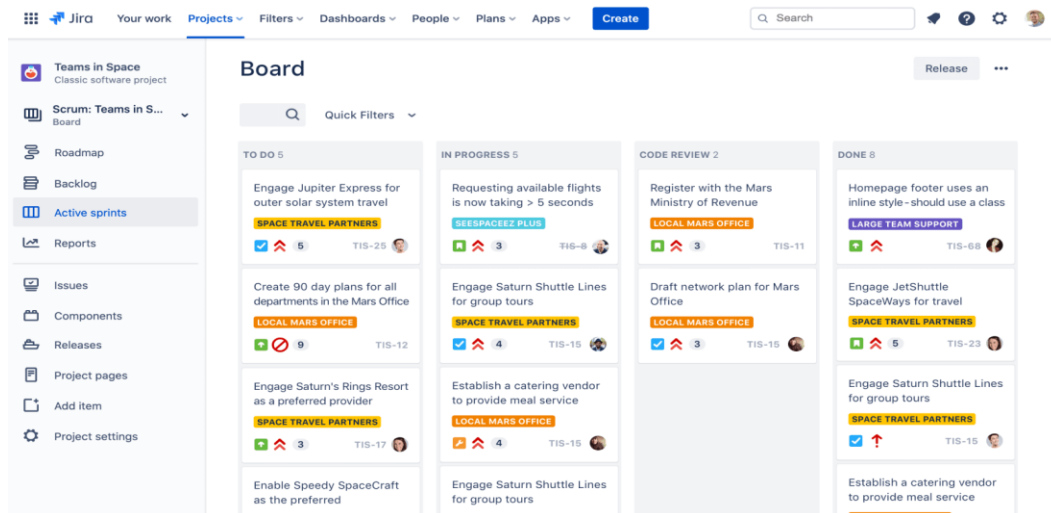 Jira Your work Projects Filters Dashboards People Plans Apps Create Search
Teams in Space
Classic software project
Scrum: Teams in S...
Board
Roadmap
Backlog
Active sprints
Reports
Issues
Components
Releases
Project pages
Add item
Project settings
Board
Release
Quick Filters
TO DO 5
Engage Jupiter Express for
outer solar system travel
SPACE TRAVEL PARTNERS
5 TIS-25
Create 90 day plans for all
departments in the Mars Office
LOCAL MARS OFFICE
9 TIS-12
Engage Saturn's Rings Resort
as a preferred provider
SPACE TRAVEL PARTNERS
3 TIS-17
Enable Speedy SpaceCraft
as the preferred
IN PROGRESS 5
Requesting available flights
is now taking > 5 seconds
SEESPACEEZ PLUS
3 TIS-8
Engage Saturn Shuttle Lines
for group tours
SPACE TRAVEL PARTNERS
4 TIS-15
Establish a catering vendor
to provide meal service
LOCAL MARS OFFICE
4 TIS-15
Engage Saturn Shuttle Lines
for group tours
CODE REVIEW 2
Register with the Mars
Ministry of Revenue
LOCAL MARS OFFICE
3 TIS-11
Draft network plan for Mars
Office
LOCAL MARS OFFICE
3 TIS-15
DONE 8
Homepage footer uses an
inline style-should use a class
LARGE TEAM SUPPORT
TIS-68
Engage JetShuttle
SpaceWays for travel
SPACE TRAVEL PARTNERS
5 TIS-23
Engage Saturn Shuttle Lines
for group tours
SPACE TRAVEL PARTNERS
TIS-15
Establish a catering vendor
to provide meal service